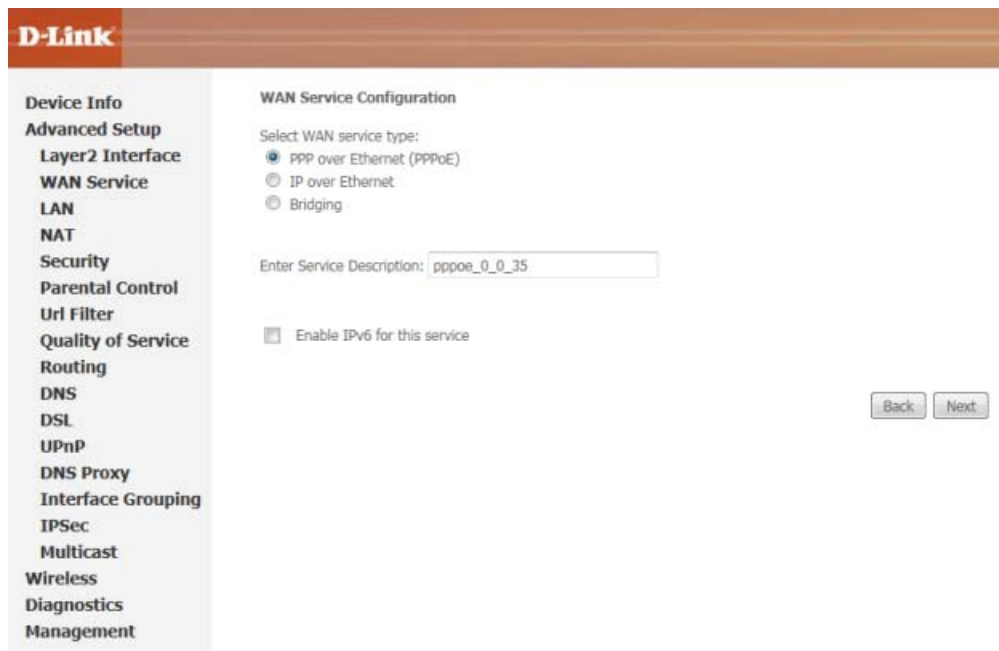 D-Link
Device Info
Advanced Setup
Layer2 Interface
WAN Service
LAN
NAT
Security
Parental Control
Url Filter
Quality of Service
Routing
DNS
DSL
UPnP
DNS Proxy
Interface Grouping
IPSec
Multicast
Wireless
Diagnostics
Management
WAN Service Configuration
Select WAN service type:
PPP over Ethernet (PPPoE)
IP over Ethernet
Bridging
Enter Service Description: pppoe_0_0_35
Enable IPv6 for this service
Back Next